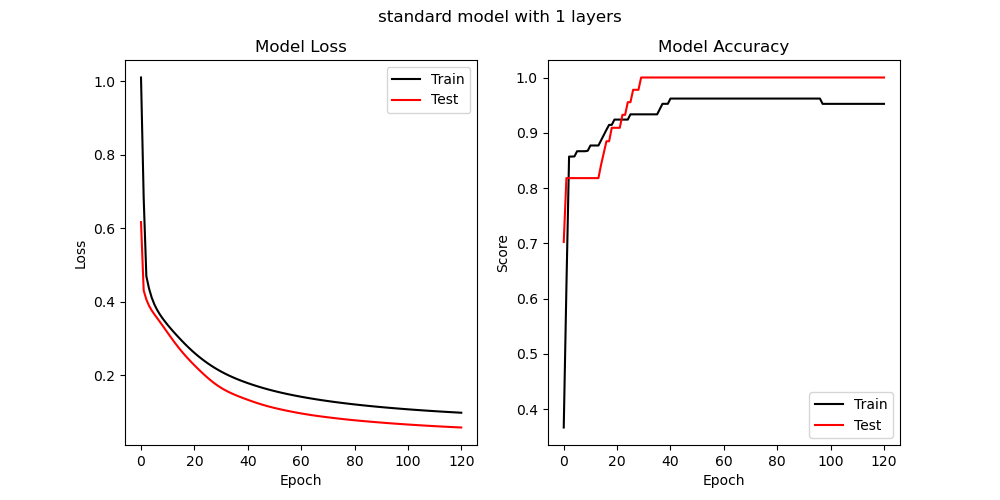 standard model with 1 layers
Model Loss
1.0
0.8
0.6
0.4
0.2
0 20 40 60 80 100 120
Loss
Epoch
Train
Test
Model Accuracy
1.0
0.9
0.8
0.7
0.6
0.5
0.4
0 20 40 60 80 100 120
Score
Epoch
Train
Test